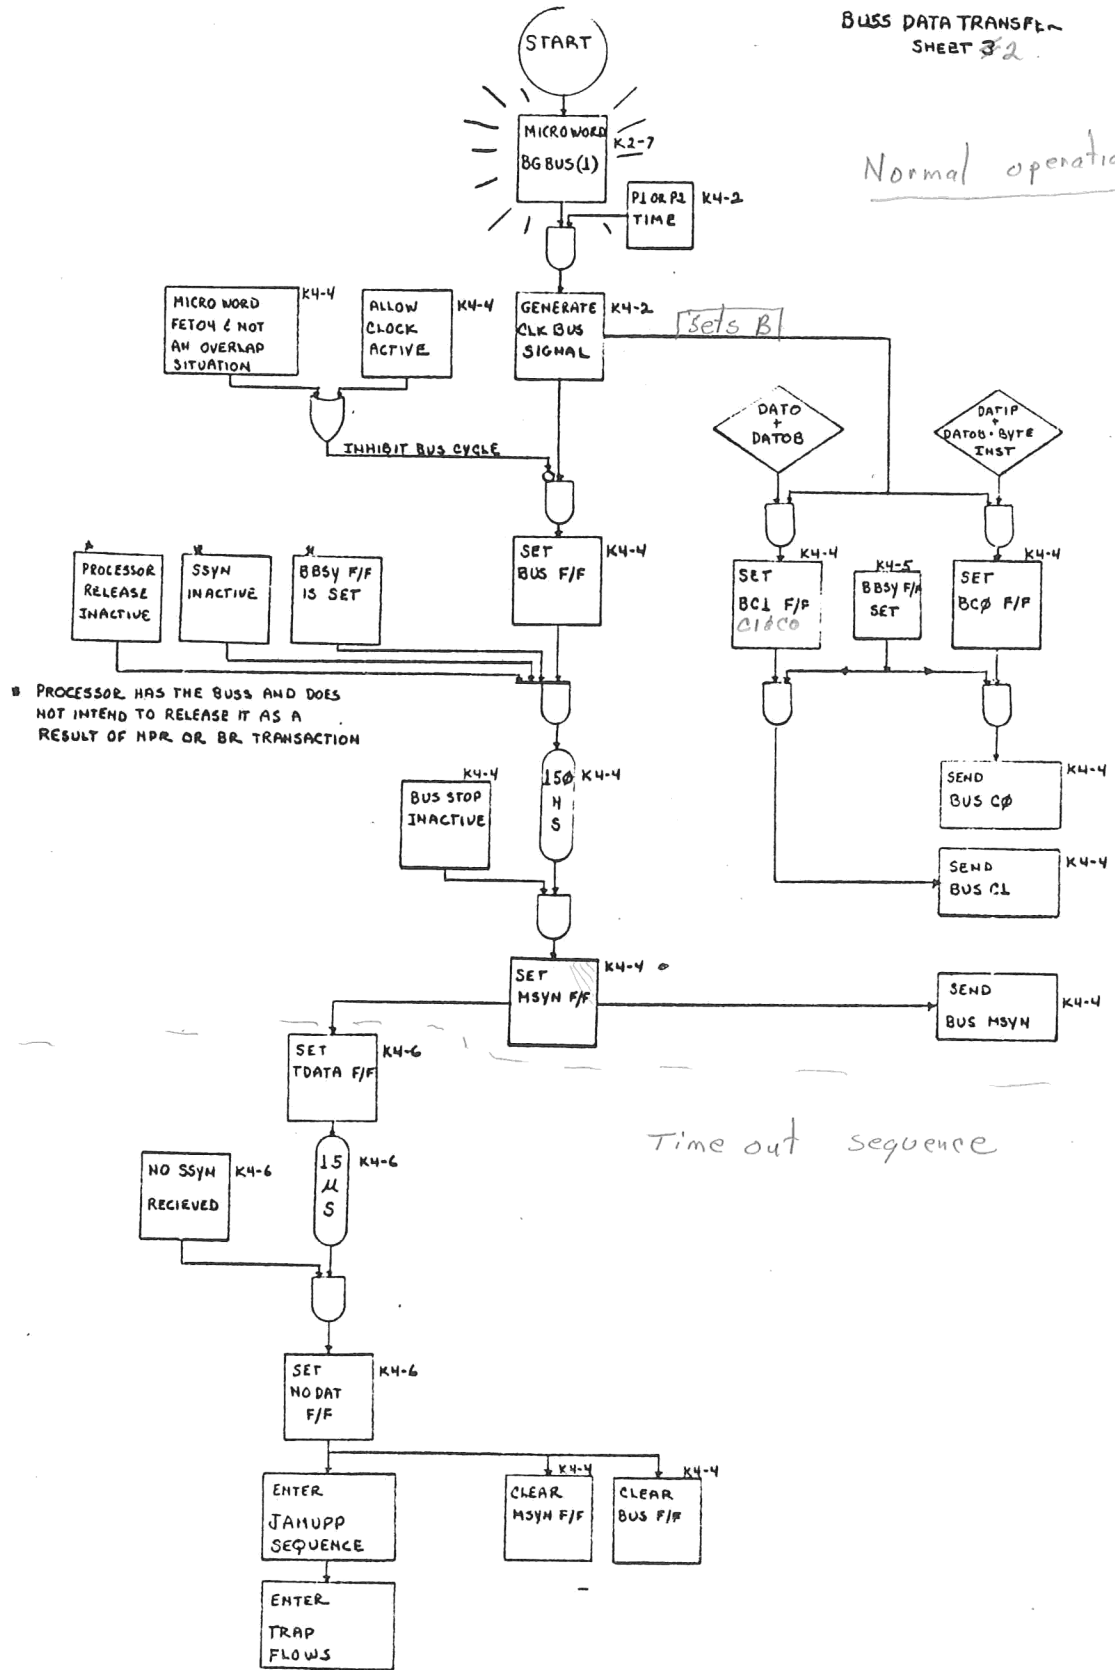 BUSS DATA TRANSFER
SHEET 3 2
START
MICROWORD
BGBUS(1)
K2-7
Normal operatio
P1 OR P2
TIME
K4-2
MICRO WORD
FETCH & NOT
AN OVERLAP
SITUATION
K4-4
ALLOW
CLOCK
ACTIVE
K4-4
GENERATE
CLK BUS
SIGNAL
K4-2
Sets B
DATO
+
DATOB
DATIP
+
DATOB · BYTE
INST
INHIBIT BUS CYCLE
*
PROCESSOR
RELEASE
INACTIVE
*
SSYN
INACTIVE
*
BBSY F/F
IS SET
SET
BUS F/F
K4-4
K4-4
SET
BC1 F/F
C1&C0
K4-5
BBSY F/F
SET
K4-4
SET
BCØ F/F
* PROCESSOR HAS THE BUSS AND DOES
NOT INTEND TO RELEASE IT AS A
RESULT OF NPR OR BR TRANSACTION
K4-4
BUS STOP
INACTIVE
15Ø
N
S
K4-4
SEND
BUS CØ
K4-4
SEND
BUS C1
K4-4
SET
MSYN F/F
K4-4
SEND
BUS MSYN
K4-4
SET
TDATA F/F
K4-6
Time out sequence
NO SSYN
RECIEVED
K4-6
15
µ
S
K4-6
SET
NODAT
F/F
K4-6
ENTER
JAMUPP
SEQUENCE
K4-4
CLEAR
MSYN F/F
K4-4
CLEAR
BUS F/F
ENTER
TRAP
FLOWS